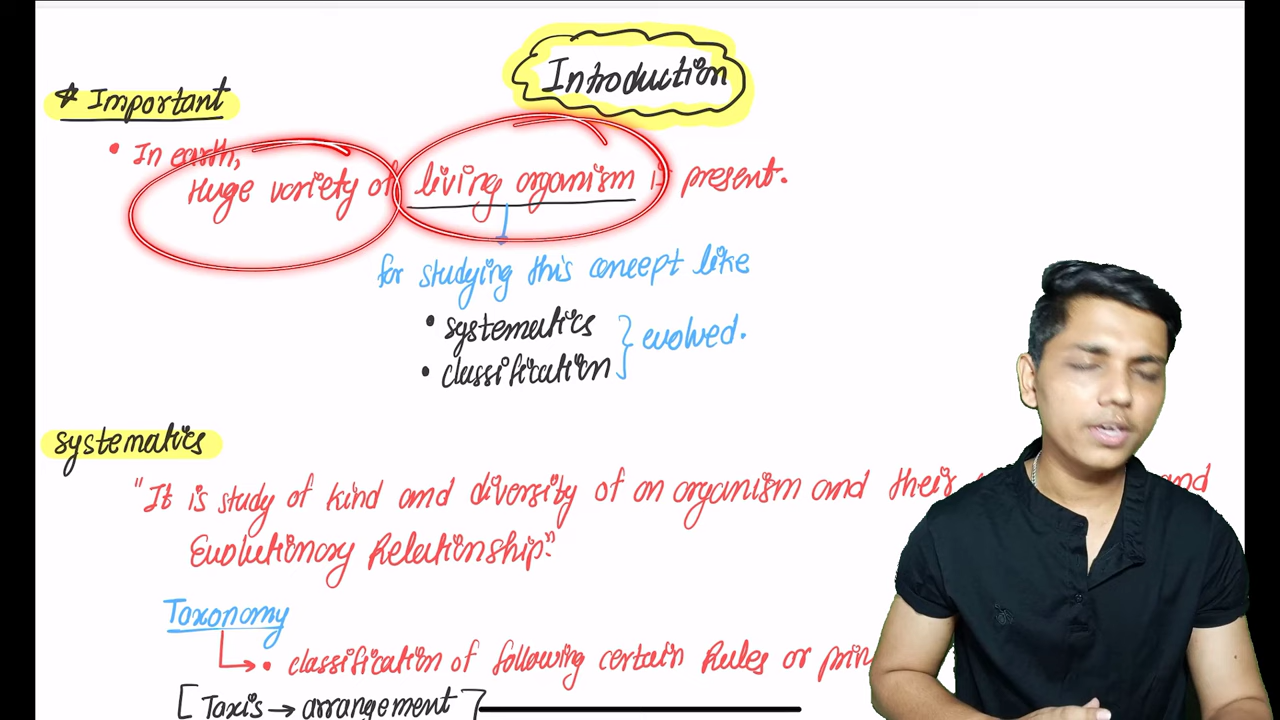 Introduction
* Important
• In earth,
Huge variety of living organism is present.
for studying this concept like
• systematics
• classification
} evolved.
systematics
"It is study of kind and diversity of an organism and their and
Evolutionary Relationship."
Taxonomy
• classification of following certain Rules or
[Taxis → arrangement]